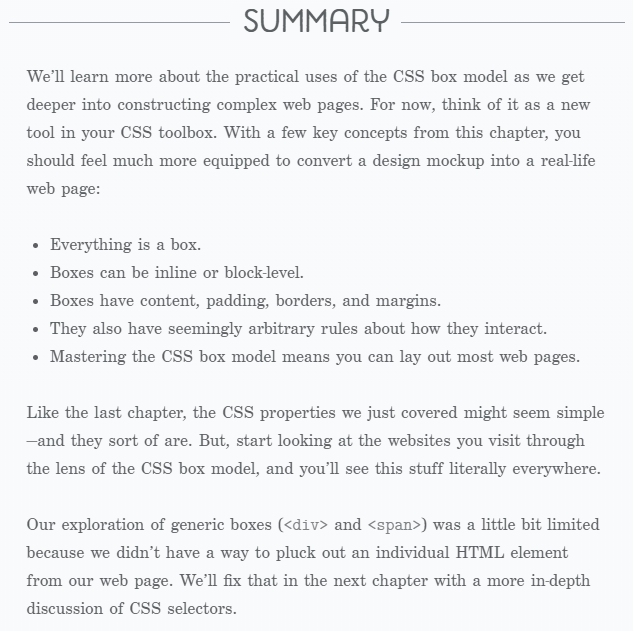 SUMMARY
We’ll learn more about the practical uses of the CSS box model as we get
deeper into constructing complex web pages. For now, think of it as a new
tool in your CSS toolbox. With a few key concepts from this chapter, you
should feel much more equipped to convert a design mockup into a real-life
web page:
• Everything is a box.
• Boxes can be inline or block-level.
• Boxes have content, padding, borders, and margins.
• They also have seemingly arbitrary rules about how they interact.
• Mastering the CSS box model means you can lay out most web pages.
Like the last chapter, the CSS properties we just covered might seem simple
—and they sort of are. But, start looking at the websites you visit through
the lens of the CSS box model, and you’ll see this stuff literally everywhere.
Our exploration of generic boxes (<div> and <span>) was a little bit limited
because we didn’t have a way to pluck out an individual HTML element
from our web page. We’ll fix that in the next chapter with a more in-depth
discussion of CSS selectors.